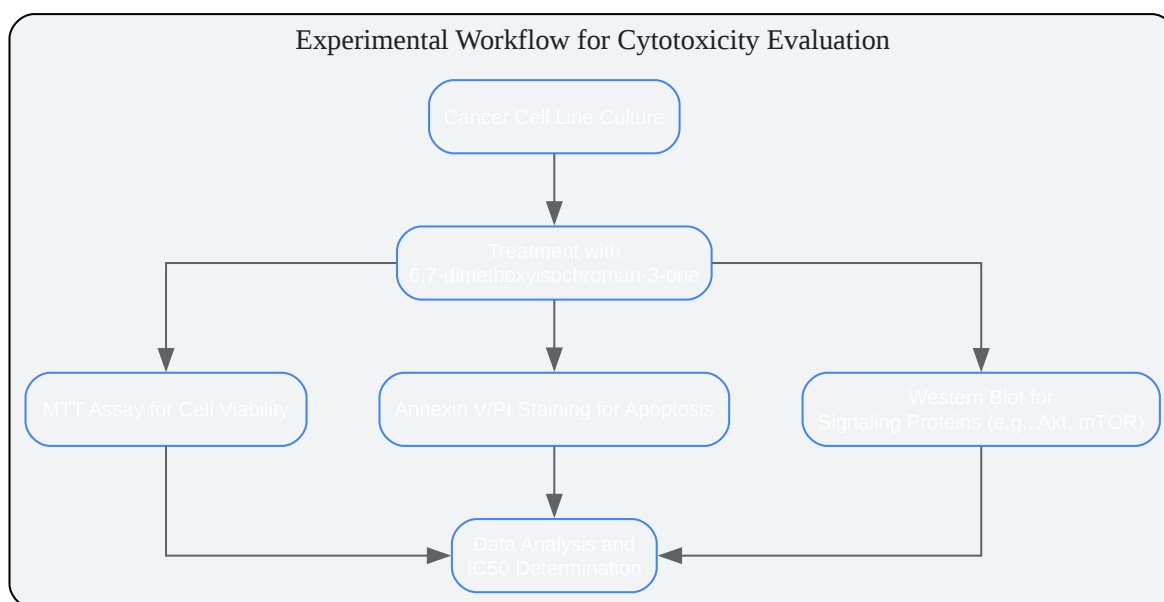 Experimental Workflow for Cytotoxicity Evaluation
Cancer Cell Line Culture
Treatment with
6,7-dimethoxyisochroman-3-one
MTT Assay for Cell Viability
Annexin V/PI Staining for Apoptosis
Western Blot for
Signaling Proteins (e.g., Akt, mTOR)
Data Analysis and
IC50 Determination